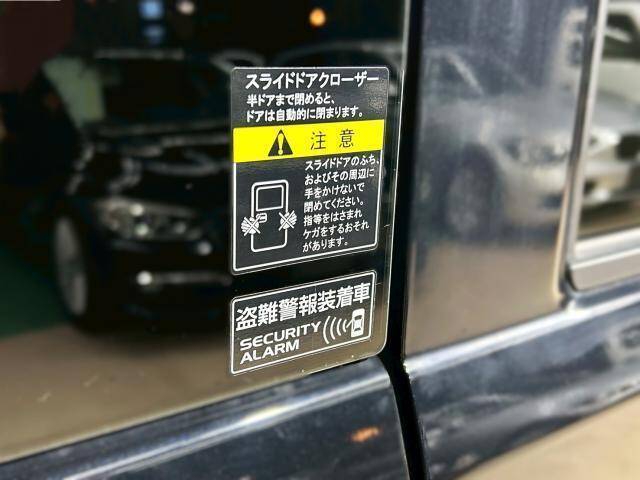 スライドドアクローザー
半ドアまで閉めると、
ドアは自動的に閉まります。
注意
スライドドアのふち、
およびその周辺に
手をかけないで
閉めてください。
指等をはさまれ
ケガをするおそれ
があります。
盗難警報装着車
SECURITY
ALARM